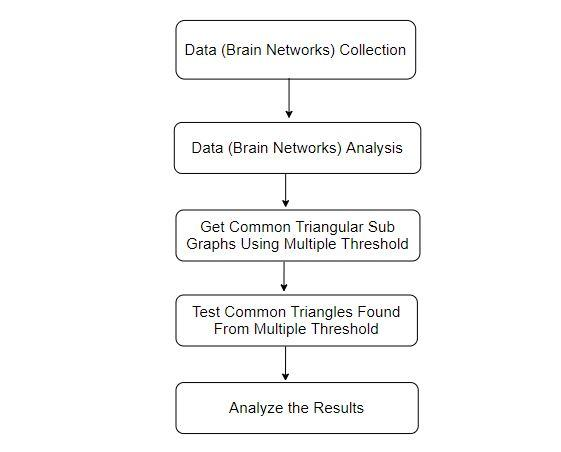 Data (Brain Networks) Collection
Data (Brain Networks) Analysis
Get Common Triangular Sub
Graphs Using Multiple Threshold
Test Common Triangles Found
From Multiple Threshold
Analyze the Results